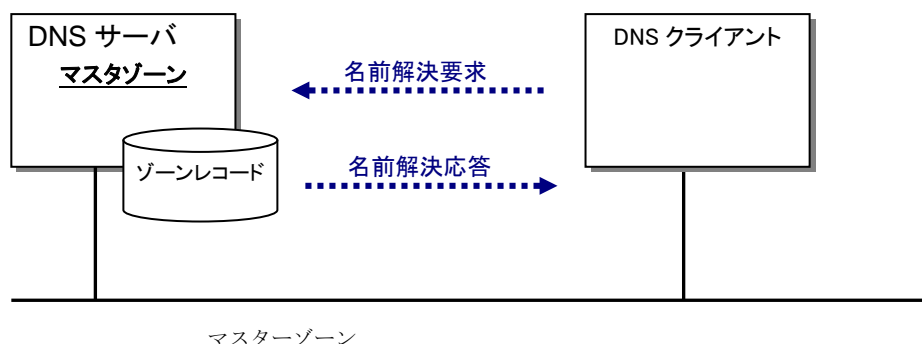 DNS サーバ
マスタゾーン
ゾーンレコード
名前解決要求
名前解決応答
DNS クライアント
マスターゾーン